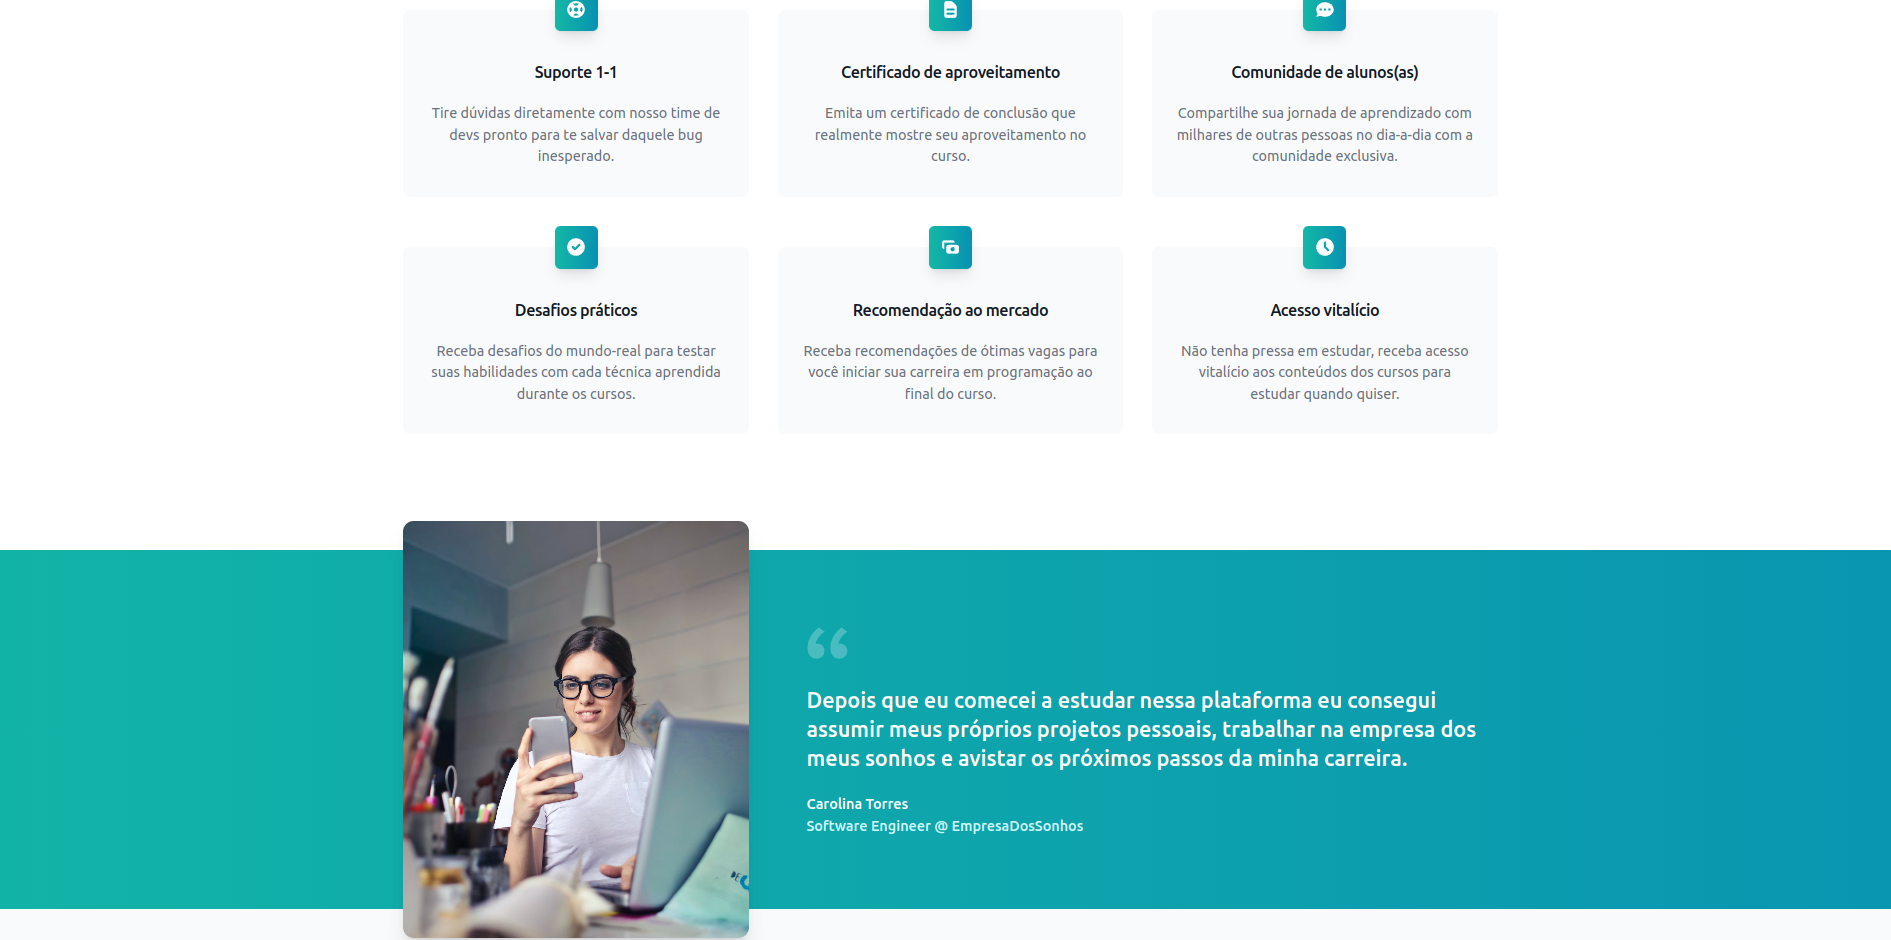 Suporte 1-1
Tire dúvidas diretamente com nosso time de
devs pronto para te salvar daquele bug
inesperado.
Certificado de aproveitamento
Emita um certificado de conclusão que
realmente mostre seu aproveitamento no
curso.
Comunidade de alunos(as)
Compartilhe sua jornada de aprendizado com
milhares de outras pessoas no dia-a-dia com a
comunidade exclusiva.
Desafios práticos
Receba desafios do mundo-real para testar
suas habilidades com cada técnica aprendida
durante os cursos.
Recomendação ao mercado
Receba recomendações de ótimas vagas para
você iniciar sua carreira em programação ao
final do curso.
Acesso vitalício
Não tenha pressa em estudar, receba acesso
vitalício aos conteúdos dos cursos para
estudar quando quiser.
“
Depois que eu comecei a estudar nessa plataforma eu consegui
assumir meus próprios projetos pessoais, trabalhar na empresa dos
meus sonhos e avistar os próximos passos da minha carreira.
Carolina Torres
Software Engineer @ EmpresaDosSonhos